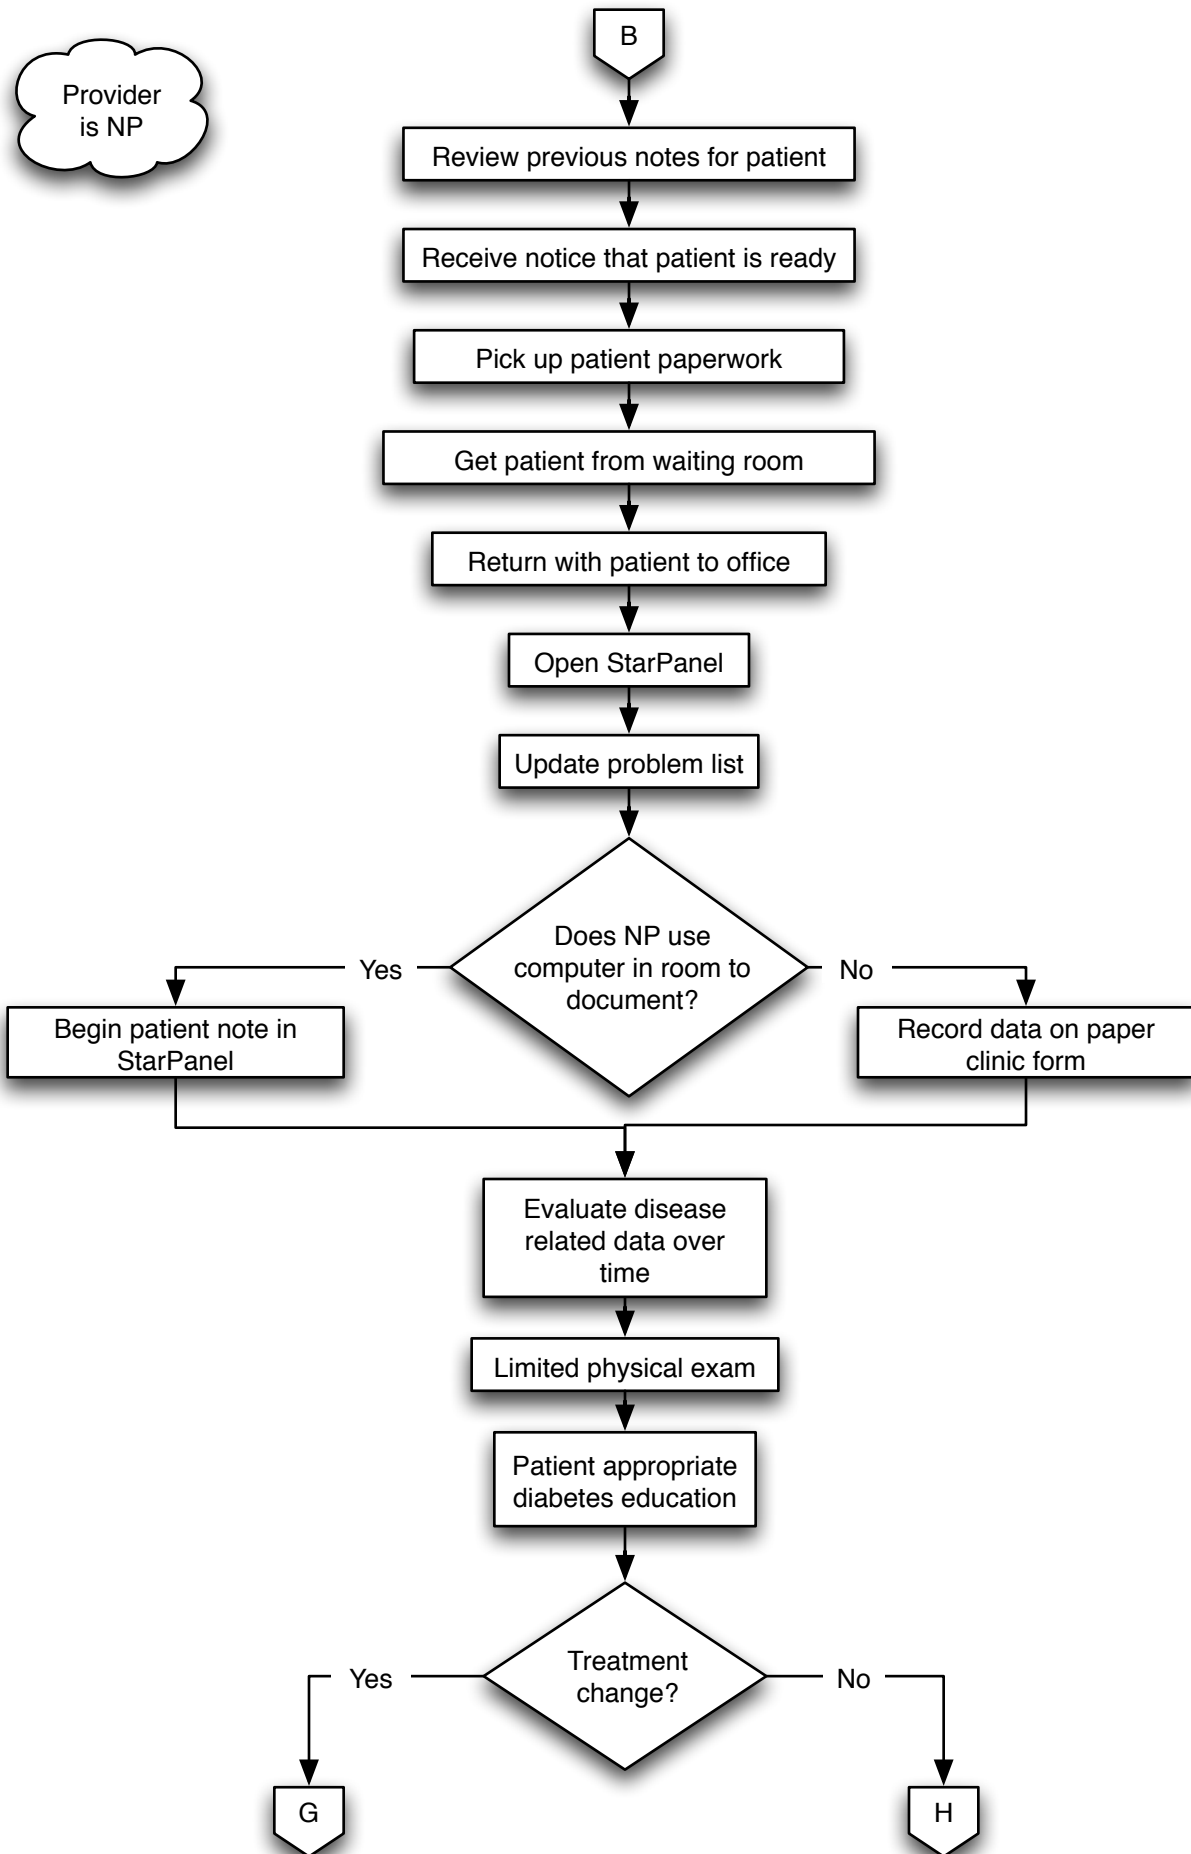 B
Provider
is NP
Review previous notes for patient
Receive notice that patient is ready
Pick up patient paperwork
Get patient from waiting room
Return with patient to office
Open StarPanel
Update problem list
Does NP use
computer in room to
document?
Yes
No
Begin patient note in
StarPanel
Record data on paper
clinic form
Evaluate disease
related data over
time
Limited physical exam
Patient appropriate
diabetes education
Treatment
change?
Yes
No
G
H